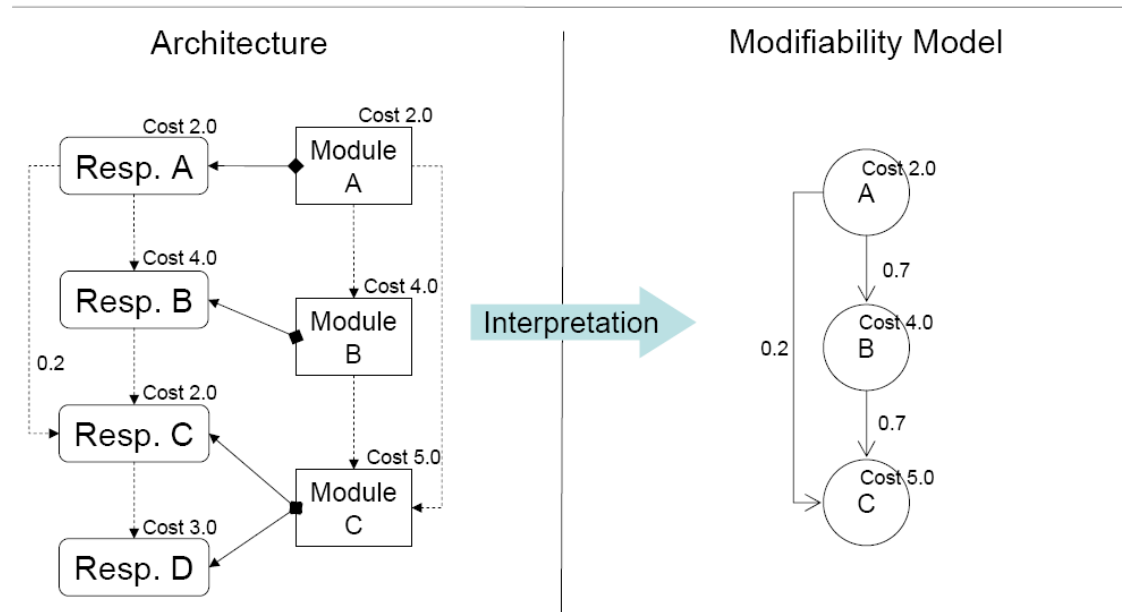 Architecture
Cost 2.0
Resp. A
Cost 2.0
Module
A
Cost 4.0
Resp. B
Cost 4.0
Module
B
0.2
Cost 2.0
Resp. C
Cost 5.0
Module
C
Cost 3.0
Resp. D
Interpretation
Modifiability Model
Cost 2.0
A
0.7
Cost 4.0
B
0.2
0.7
Cost 5.0
C